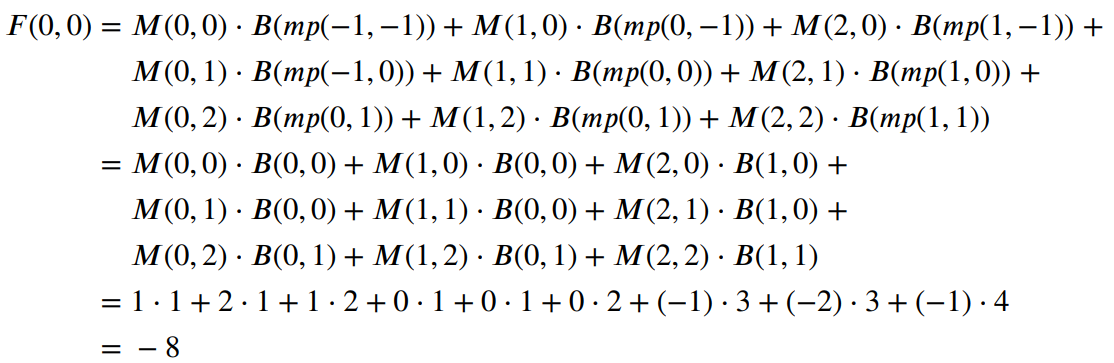 F(0,0) = M(0,0) · B(mp(−1,−1)) + M(1,0) · B(mp(0,−1)) + M(2,0) · B(mp(1,−1)) +
M(0,1) · B(mp(−1,0)) + M(1,1) · B(mp(0,0)) + M(2,1) · B(mp(1,0)) +
M(0,2) · B(mp(0,1)) + M(1,2) · B(mp(0,1)) + M(2,2) · B(mp(1,1))
= M(0,0) · B(0,0) + M(1,0) · B(0,0) + M(2,0) · B(1,0) +
M(0,1) · B(0,0) + M(1,1) · B(0,0) + M(2,1) · B(1,0) +
M(0,2) · B(0,1) + M(1,2) · B(0,1) + M(2,2) · B(1,1)
= 1 · 1 + 2 · 1 + 1 · 2 + 0 · 1 + 0 · 1 + 0 · 2 + (−1) · 3 + (−2) · 3 + (−1) · 4
= − 8